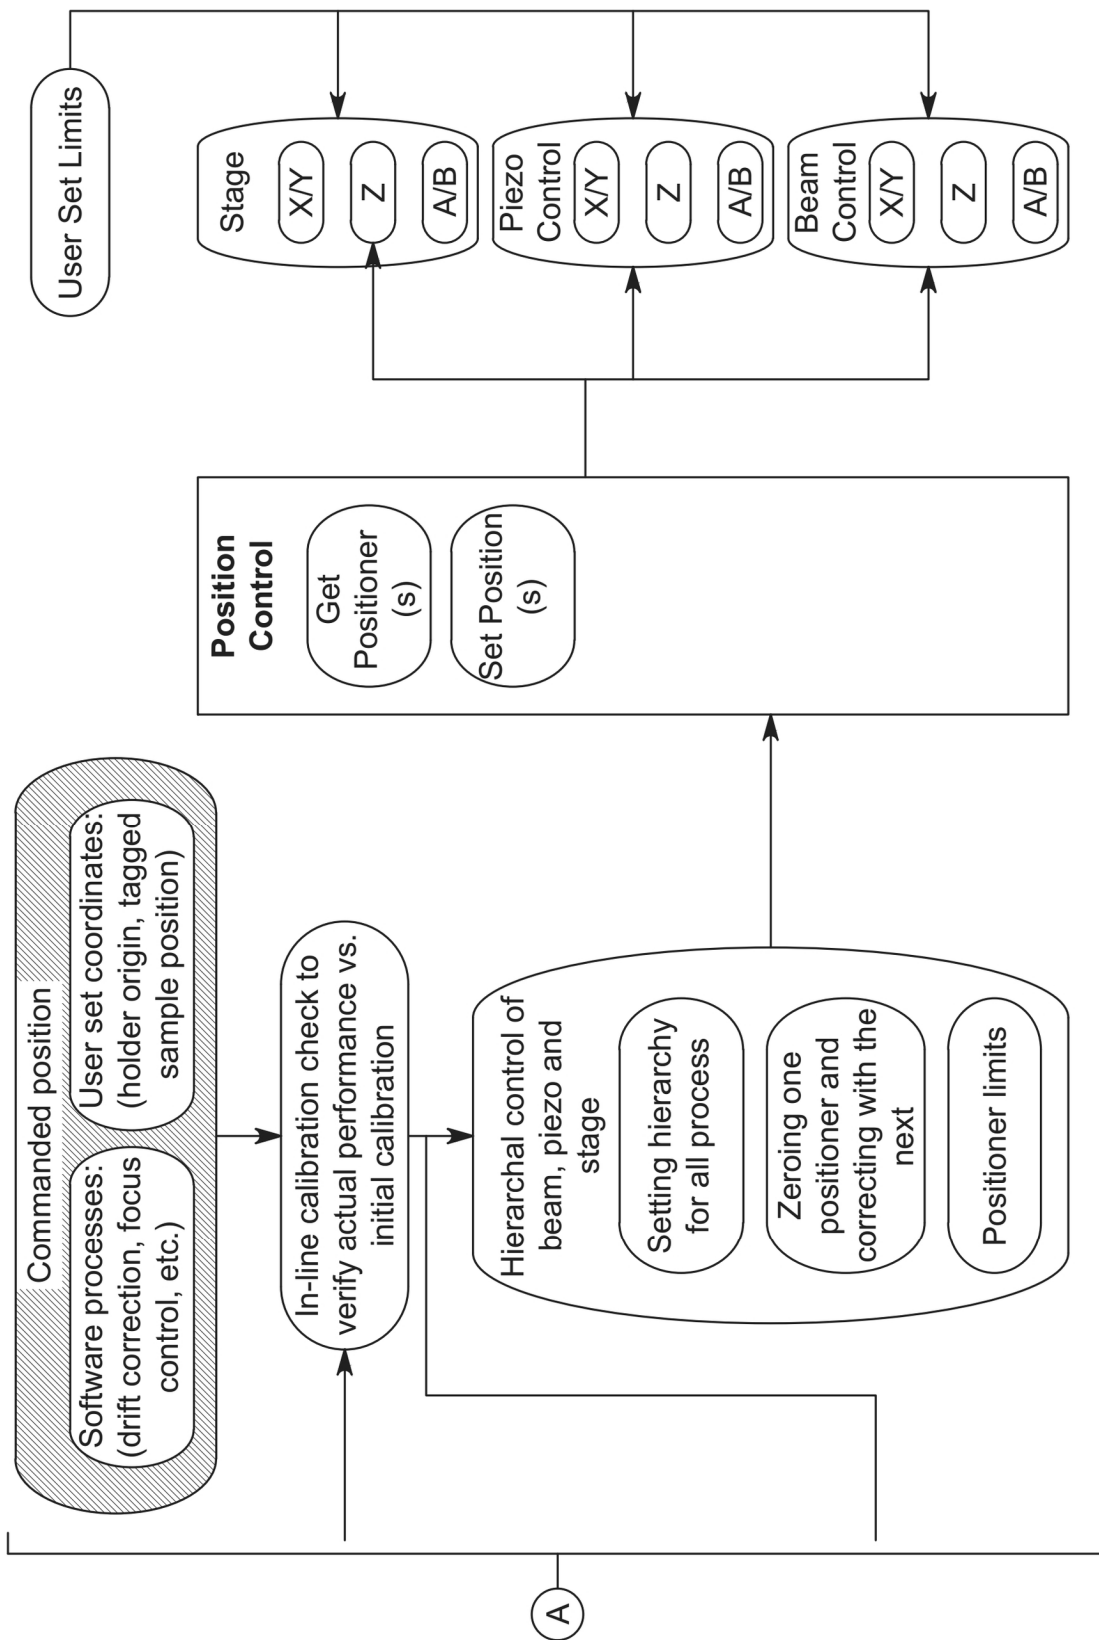 A
Commanded position
Software processes:
(drift correction, focus
control, etc.)
User set coordinates:
(holder origin, tagged
sample position)
In-line calibration check to
verify actual performance vs.
initial calibration
Hierarchal control of
beam, piezo and
stage
Setting hierarchy
for all process
Zeroing one
positioner and
correcting with the
next
Positioner limits
Position
Control
Get
Positioner
(s)
Set Position
(s)
User Set Limits
Stage
X/Y
Z
A/B
Piezo
Control
X/Y
Z
A/B
Beam
Control
X/Y
Z
A/B